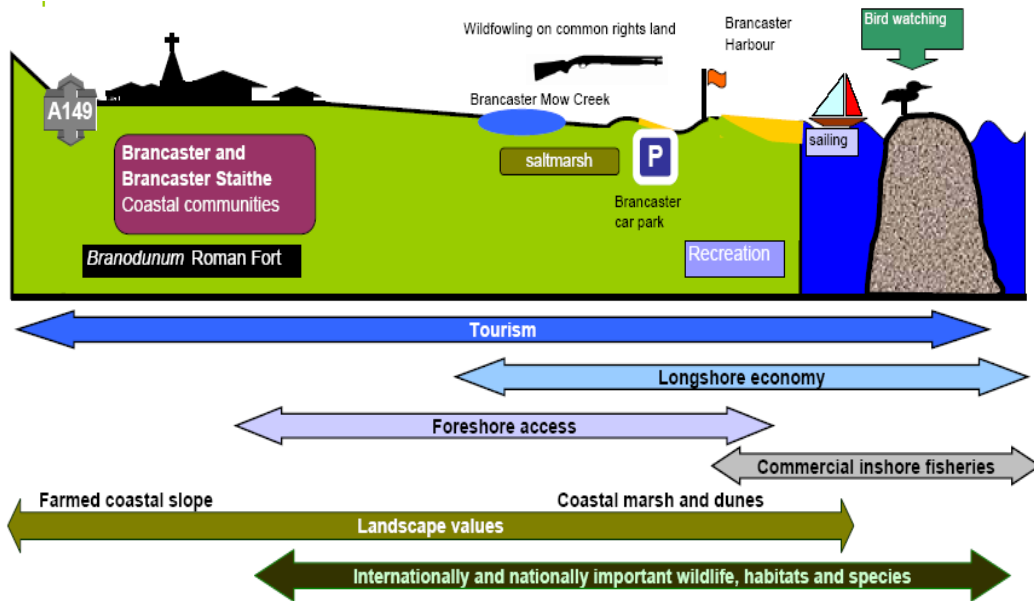 Wildfowling on common rights land
Brancaster
Harbour
Bird watching
A149
Brancaster Mow Creek
Brancaster and
Brancaster Staithe
Coastal communities
saltmarsh
P
sailing
Brancaster
car park
Branodunum Roman Fort
Recreation
Tourism
Longshore economy
Foreshore access
Commercial inshore fisheries
Farmed coastal slope
Coastal marsh and dunes
Landscape values
Internationally and nationally important wildlife, habitats and species